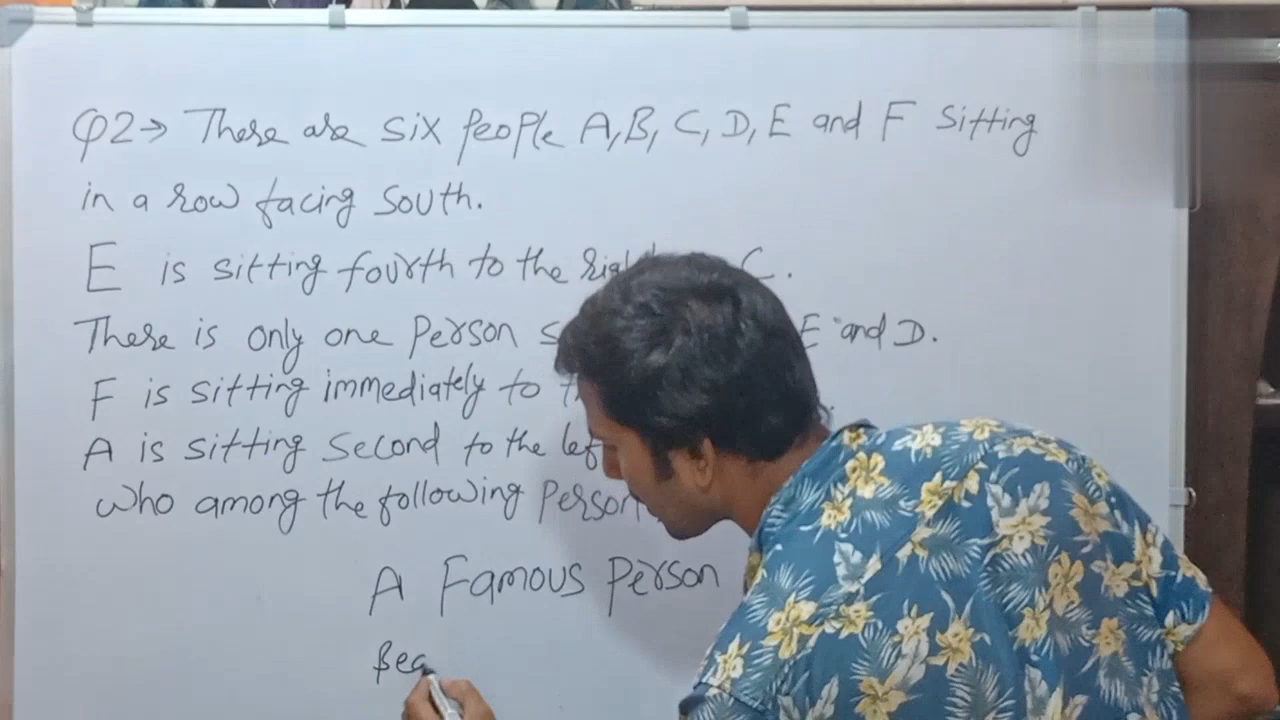 Q2→ There are six People A, B, C, D, E and F Sitting
in a row facing South.
E is sitting fourth to the C.
There is only one Person E and D.
F is sitting immediately to
A is sitting Second to the
Who among the following Person
A Famous Person
Bec